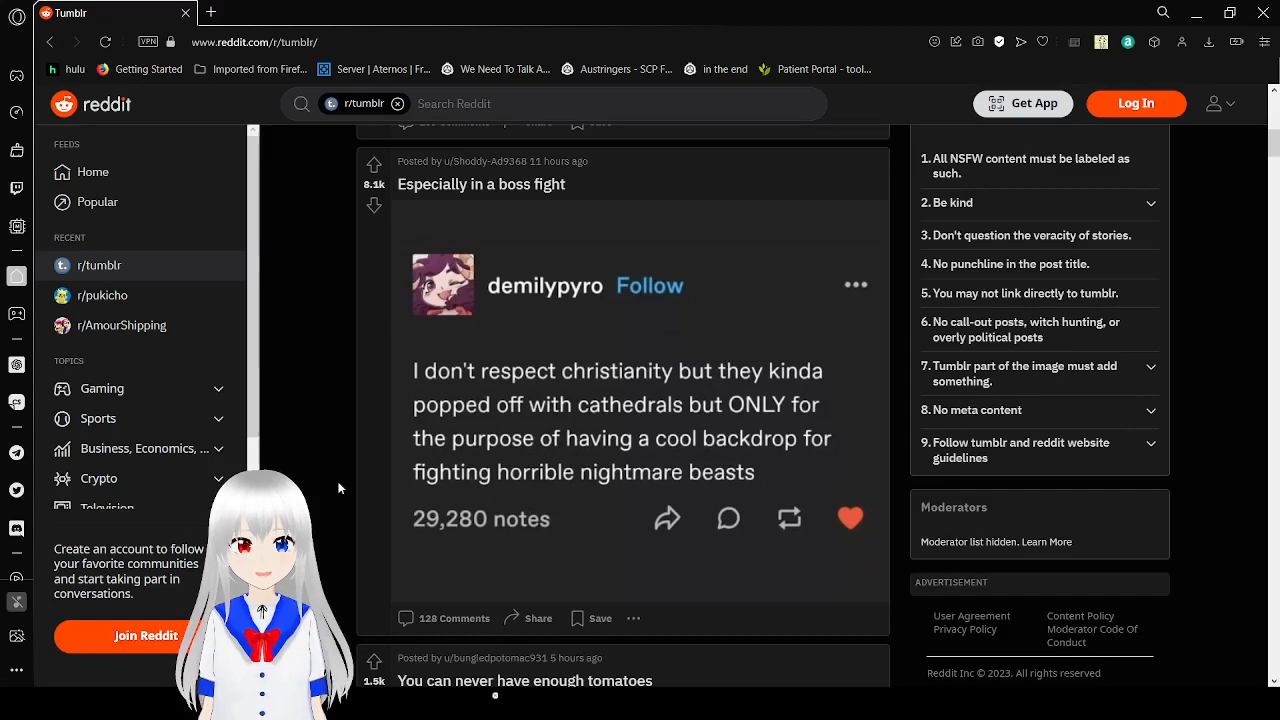 Tumblr
VPN
www.reddit.com/r/tumblr/
hulu
Getting Started
Imported from Firef...
Server | Aternos | Fr...
We Need To Talk A...
Austringers - SCP F...
in the end
Patient Portal - tool...
reddit
r/tumblr
Search Reddit
Get App
Log In
FEEDS
Home
Popular
RECENT
r/tumblr
r/pukicho
r/AmourShipping
TOPICS
Gaming
Sports
Business, Economics, ...
Crypto
Television
Create an account to follow
your favorite communities
and start taking part in
conversations.
Join Reddit
Posted by u/Shoddy-Ad9368 11 hours ago
8.1k
Especially in a boss fight
demilypyro Follow
I don't respect christianity but they kinda
popped off with cathedrals but ONLY for
the purpose of having a cool backdrop for
fighting horrible nightmare beasts
29,280 notes
128 Comments
Share
Save
Posted by u/bungledpotomac931 5 hours ago
1.5k
You can never have enough tomatoes
1. All NSFW content must be labeled as
such.
2. Be kind
3. Don't question the veracity of stories.
4. No punchline in the post title.
5. You may not link directly to tumblr.
6. No call-out posts, witch hunting, or
overly political posts
7. Tumblr part of the image must add
something.
8. No meta content
9. Follow tumblr and reddit website
guidelines
Moderators
Moderator list hidden. Learn More
ADVERTISEMENT
User Agreement
Privacy Policy
Content Policy
Moderator Code Of
Conduct
Reddit Inc © 2023. All rights reserved